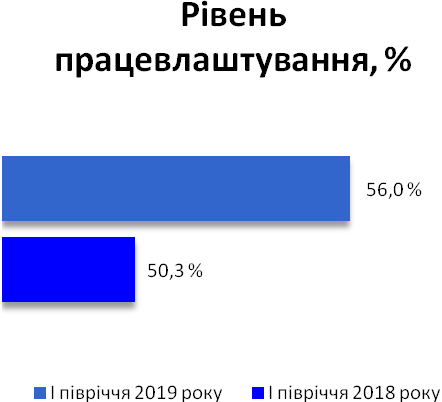 Рівень
працевлаштування, %
56,0 %
50,3 %
І півріччя 2019 року
І півріччя 2018 року